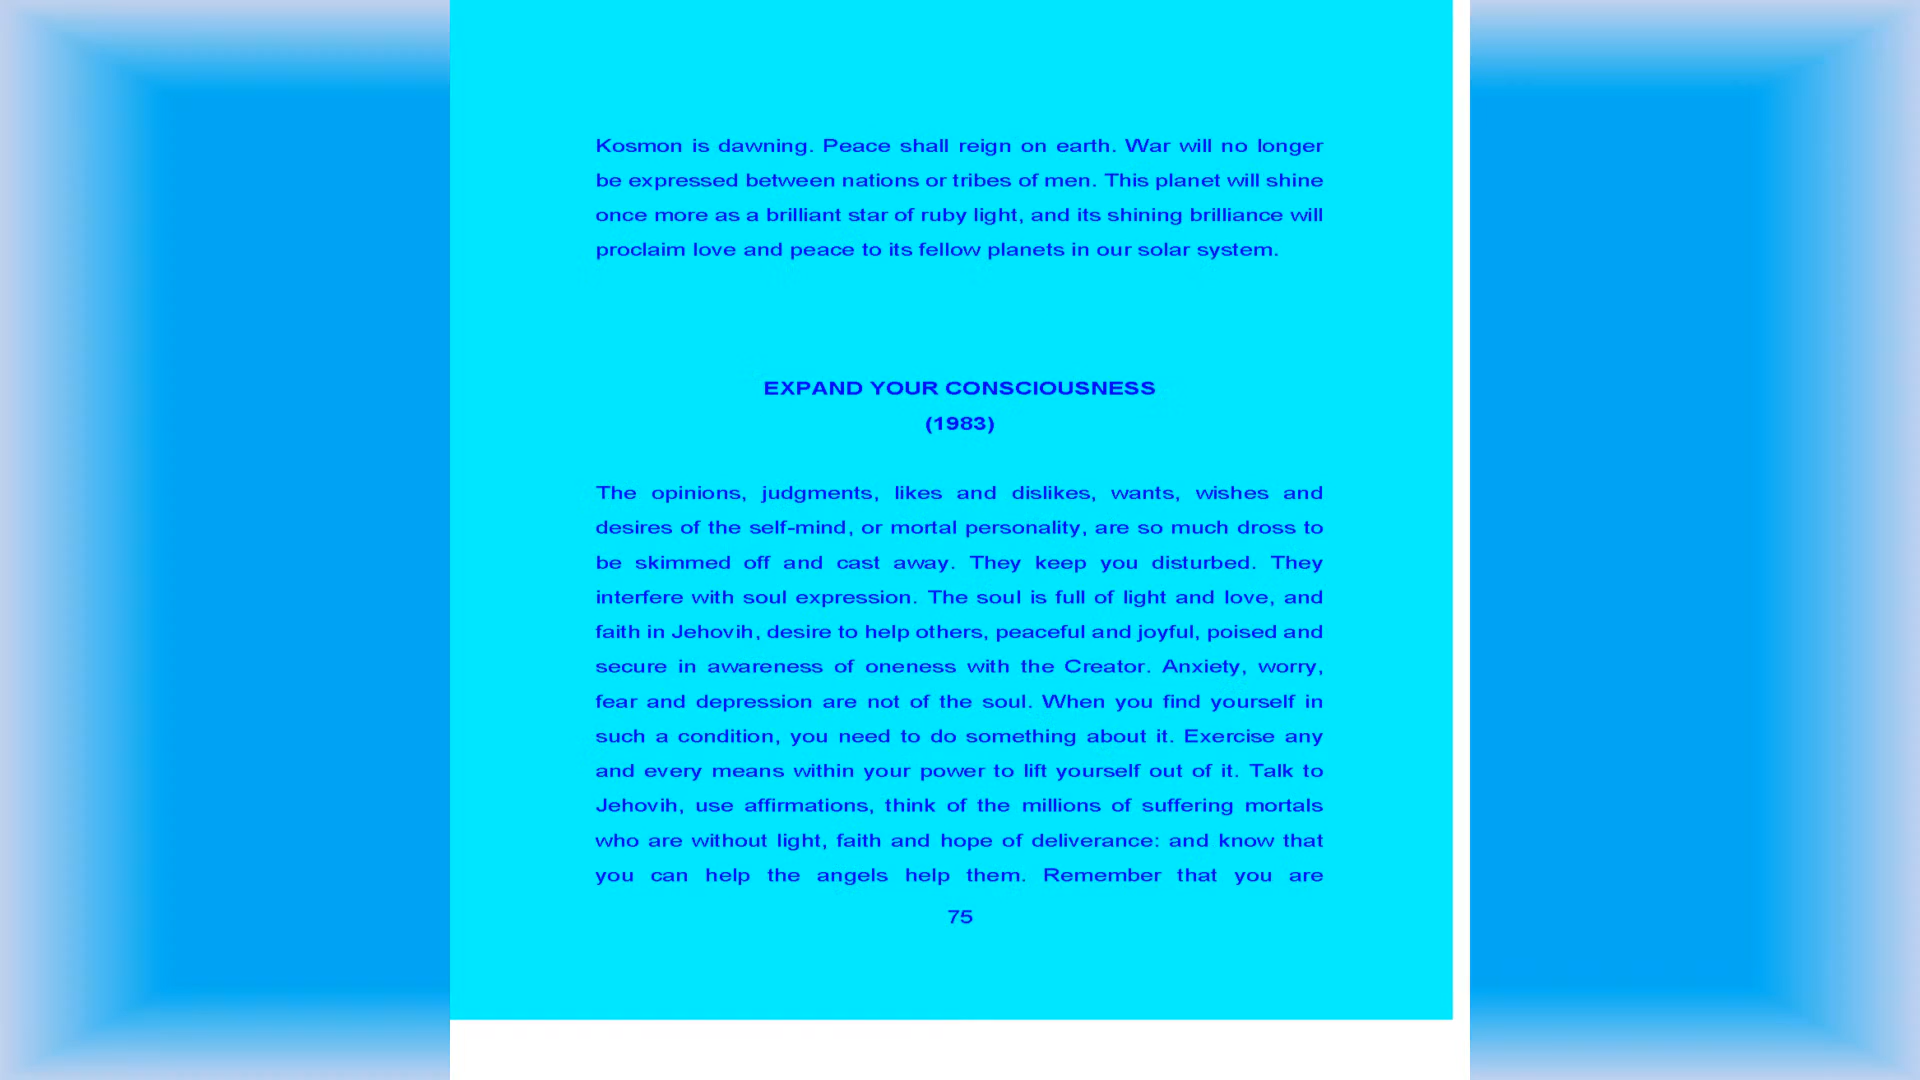 Kosmon is dawning. Peace shall reign on earth. War will no longer
be expressed between nations or tribes of men. This planet will shine
once more as a brilliant star of ruby light, and its shining brilliance will
proclaim love and peace to its fellow planets in our solar system.
EXPAND YOUR CONSCIOUSNESS
(1983)
The opinions, judgments, likes and dislikes, wants, wishes and
desires of the self-mind, or mortal personality, are so much dross to
be skimmed off and cast away. They keep you disturbed. They
interfere with soul expression. The soul is full of light and love, and
faith in Jehovih, desire to help others, peaceful and joyful, poised and
secure in awareness of oneness with the Creator. Anxiety, worry,
fear and depression are not of the soul. When you find yourself in
such a condition, you need to do something about it. Exercise any
and every means within your power to lift yourself out of it. Talk to
Jehovih, use affirmations, think of the millions of suffering mortals
who are without light, faith and hope of deliverance: and know that
you can help the angels help them. Remember that you are
75